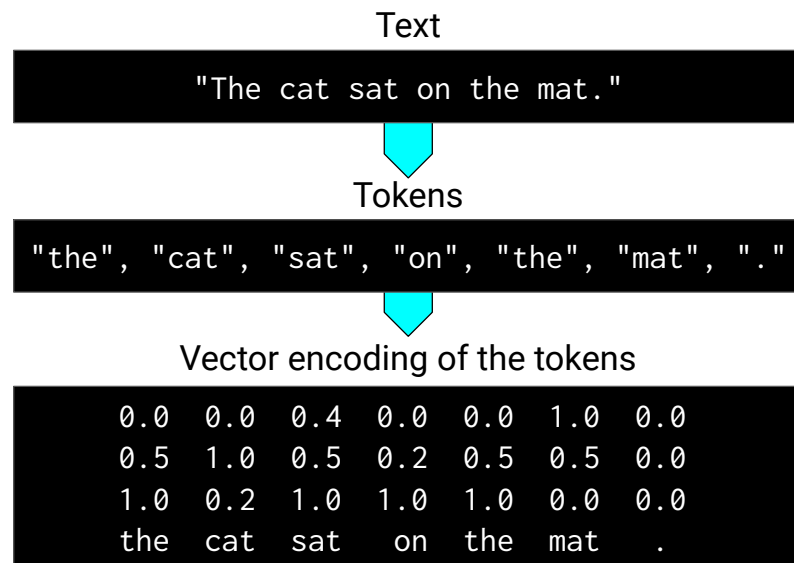 Text
"The cat sat on the mat."
Tokens
"the", "cat", "sat", "on", "the", "mat", "."
Vector encoding of the tokens
0.0 0.0 0.4 0.0 0.0 1.0 0.0
0.5 1.0 0.5 0.2 0.5 0.5 0.0
1.0 0.2 1.0 1.0 1.0 0.0 0.0
the cat sat on the mat .